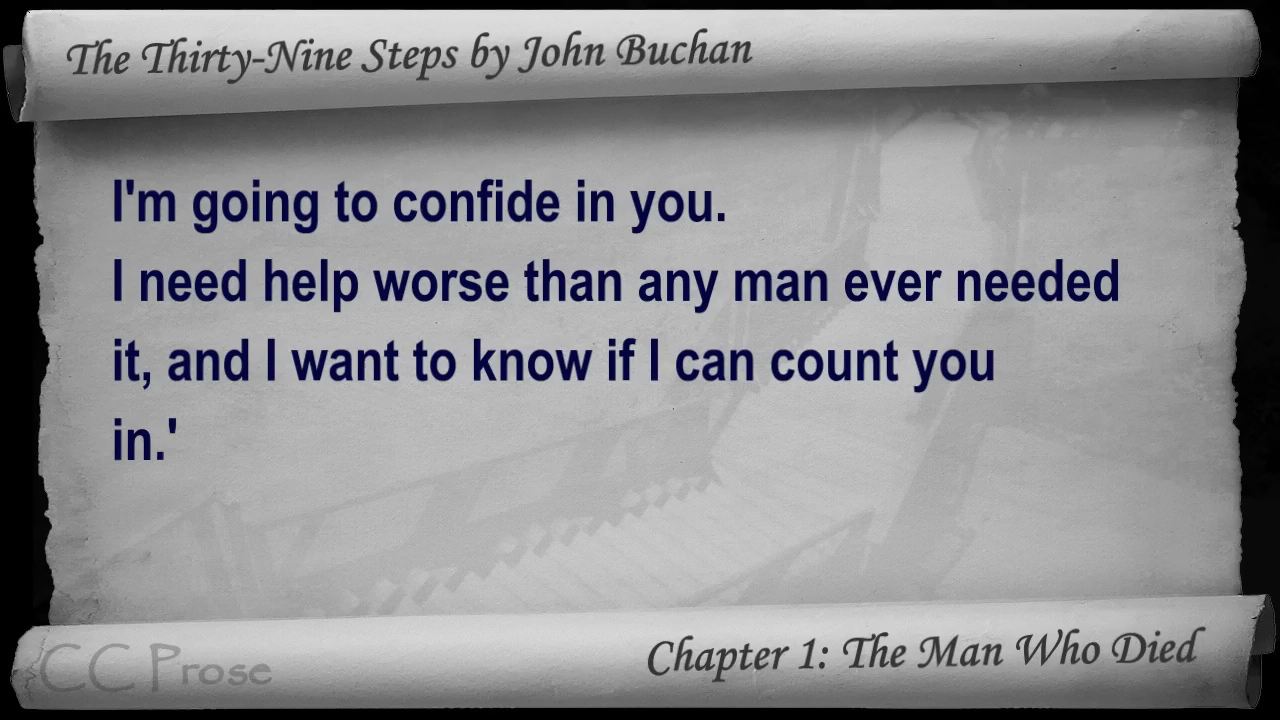 The Thirty-Nine Steps by John Buchan
I'm going to confide in you.
I need help worse than any man ever needed
it, and I want to know if I can count you
in.'
CC Prose
Chapter 1: The Man Who Died